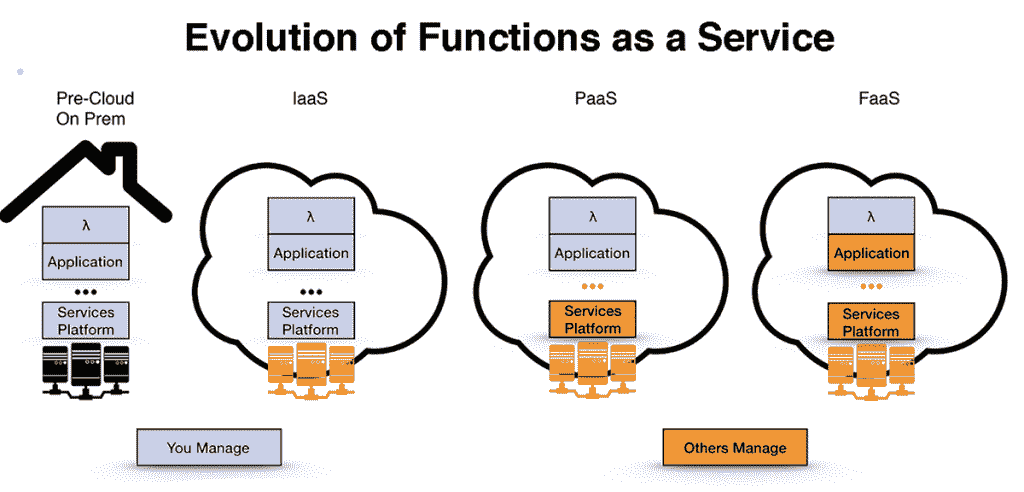 Evolution of Functions as a Service
Pre-Cloud
On Prem
IaaS
PaaS
FaaS
λ
Application
•••
Services
Platform
λ
Application
•••
Services
Platform
λ
Application
•••
Services
Platform
λ
Application
•••
Services
Platform
You Manage
Others Manage